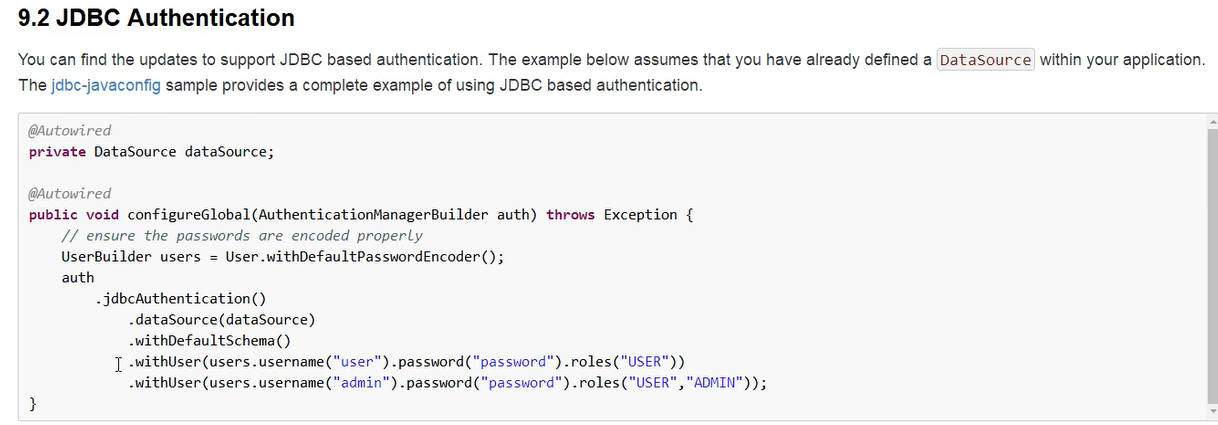 9.2 JDBC Authentication
You can find the updates to support JDBC based authentication. The example below assumes that you have already defined a DataSource within your application.
The jdbc-javaconfig sample provides a complete example of using JDBC based authentication.
@Autowired
private DataSource dataSource;
@Autowired
public void configureGlobal(AuthenticationManagerBuilder auth) throws Exception {
    // ensure the passwords are encoded properly
    UserBuilder users = User.withDefaultPasswordEncoder();
    auth
        .jdbcAuthentication()
            .dataSource(dataSource)
            .withDefaultSchema()
            .withUser(users.username("user").password("password").roles("USER"))
            .withUser(users.username("admin").password("password").roles("USER","ADMIN"));
}